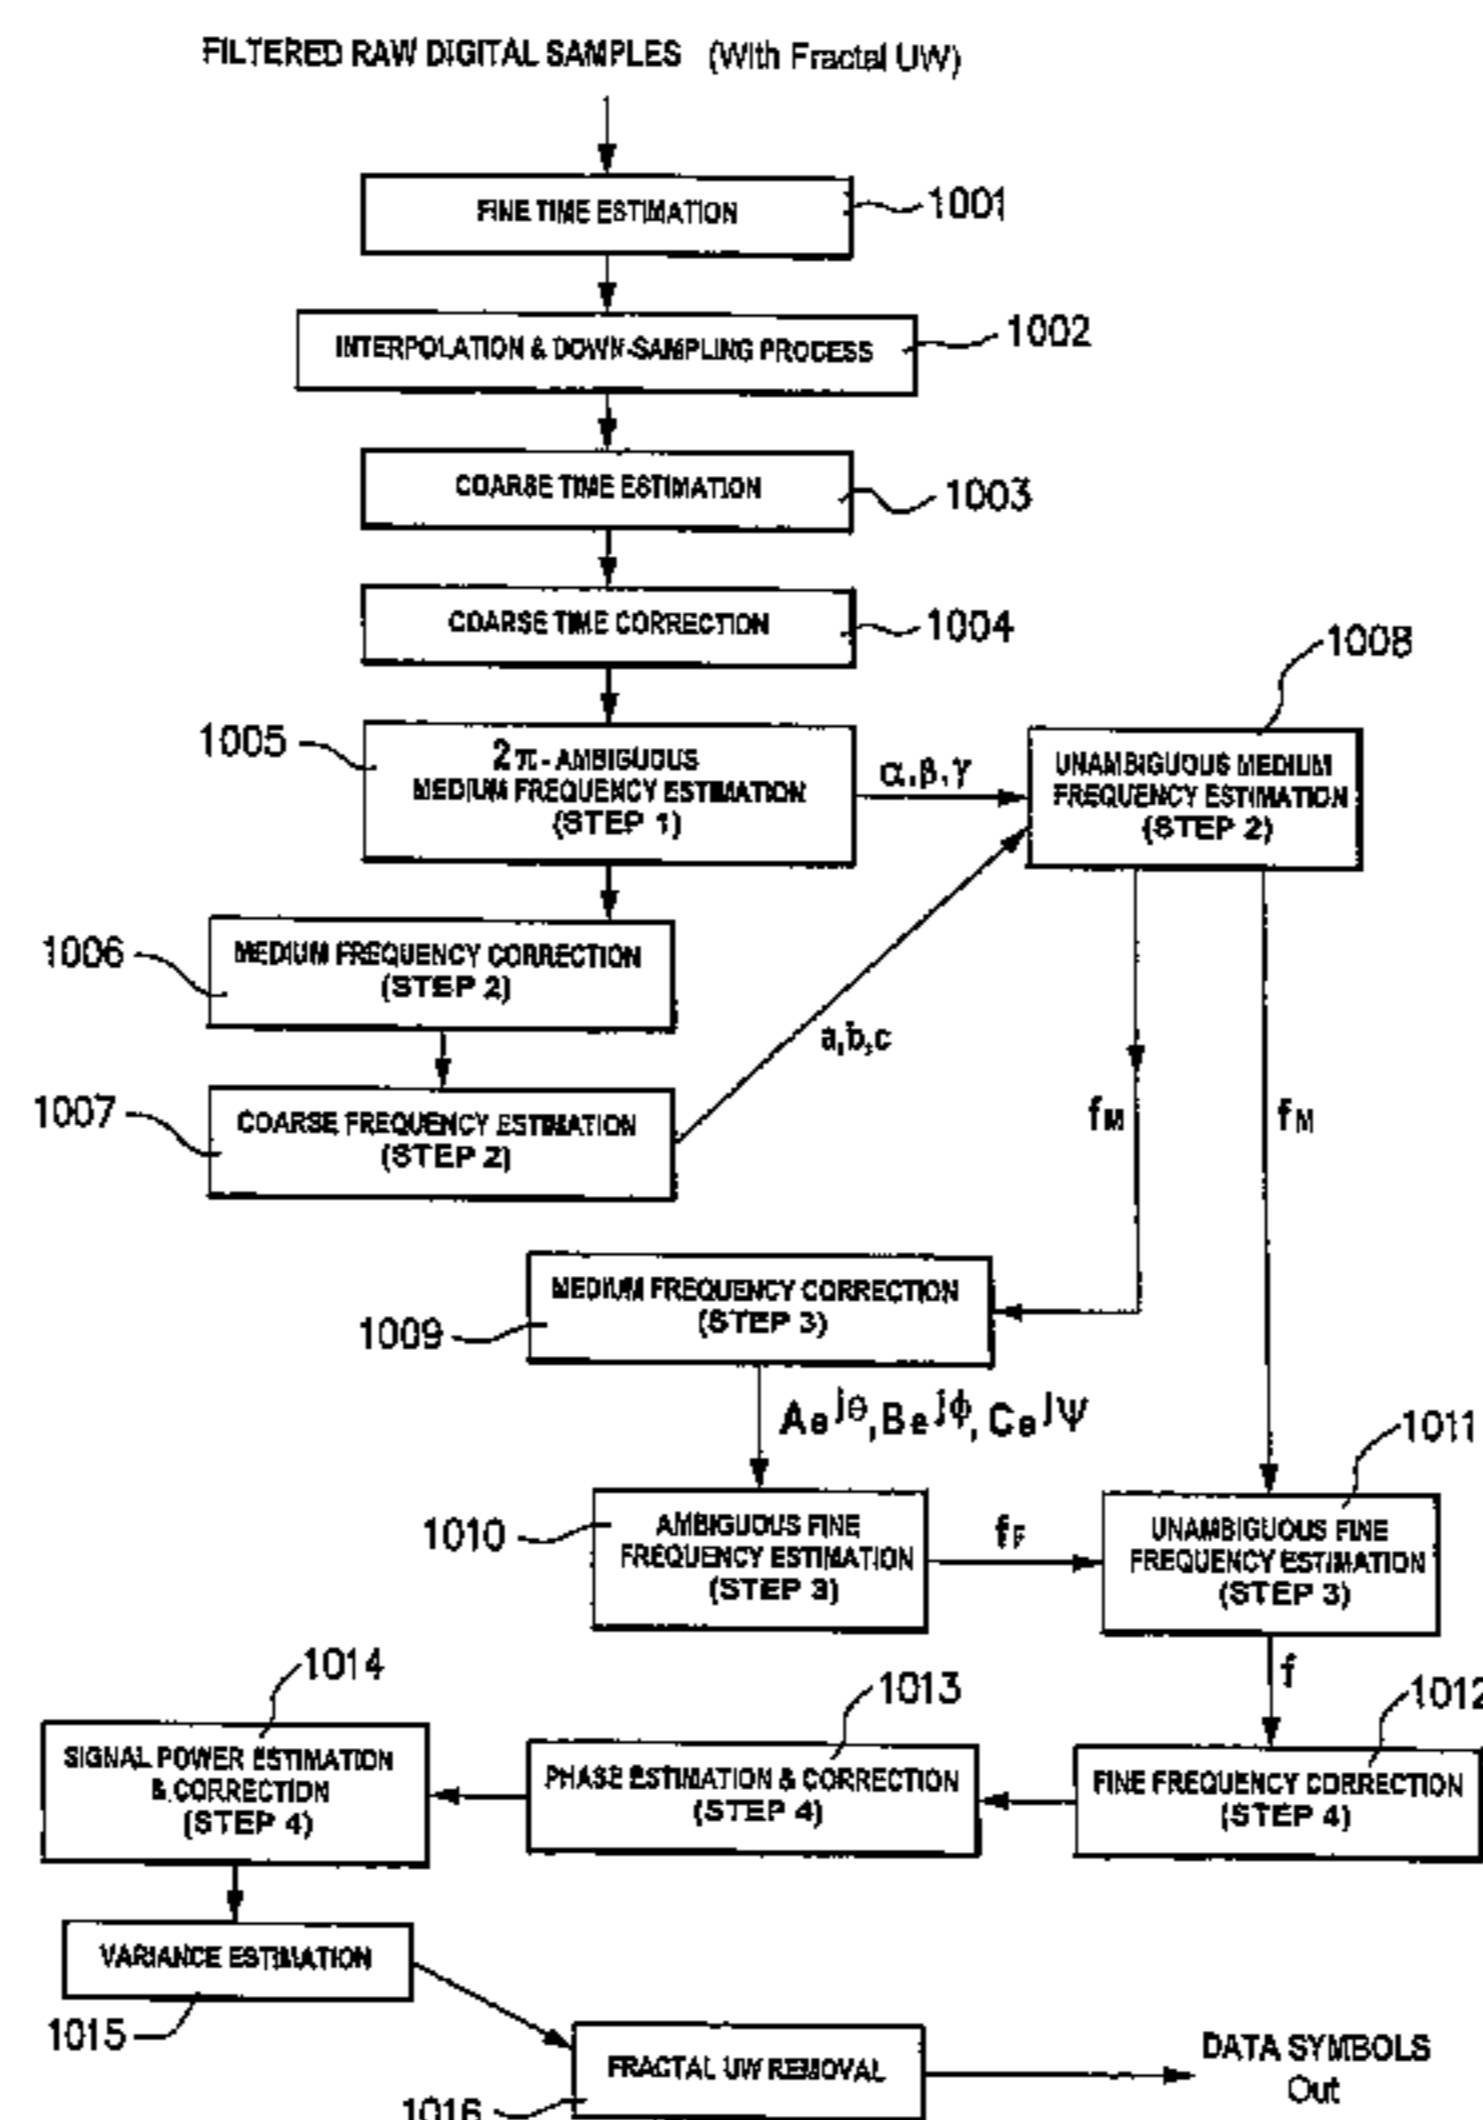 FILTERED RAW DIGITAL SAMPLES (With Fractal UW)
FINE TIME ESTIMATION
1001
INTERPOLATION & DOWN-SAMPLING PROCESS
1002
COARSE TIME ESTIMATION
1003
COARSE TIME CORRECTION
1004
1005
2π - AMBIGUOUS
MEDIUM FREQUENCY ESTIMATION
(STEP 1)
α,β,γ
1008
UNAMBIGUOUS MEDIUM
FREQUENCY ESTIMATION
(STEP 2)
1006
MEDIUM FREQUENCY CORRECTION
(STEP 2)
a,b,c
1007
COARSE FREQUENCY ESTIMATION
(STEP 2)
fM
fM
1009
MEDIUM FREQUENCY CORRECTION
(STEP 3)
Ae jθ, Be jϕ, Ce jψ
1010
AMBIGUOUS FINE
FREQUENCY ESTIMATION
(STEP 3)
fF
1011
UNAMBIGUOUS FINE
FREQUENCY ESTIMATION
(STEP 3)
f
1014
SIGNAL POWER ESTIMATION
& CORRECTION
(STEP 4)
1013
PHASE ESTIMATION & CORRECTION
(STEP 4)
1012
FINE FREQUENCY CORRECTION
(STEP 4)
VARIANCE ESTIMATION
1015
FRACTAL UW REMOVAL
1016
DATA SYMBOLS
Out